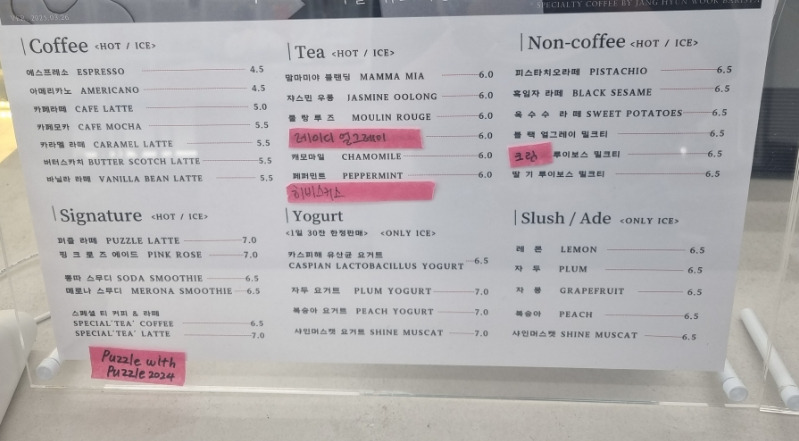 SPECIALTY COFFEE BY JANG HYUN WOOK BARISTA
Coffee <HOT / ICE>
에스프레소 ESPRESSO 4.5
아메리카노 AMERICANO 4.5
카페라떼 CAFE LATTE 5.0
카페모카 CAFE MOCHA 5.5
카라멜 라떼 CARAMEL LATTE 5.5
버터스카치 BUTTER SCOTCH LATTE 5.5
바닐라 라떼 VANILLA BEAN LATTE 5.5
Signature <HOT / ICE>
퍼즐 라떼 PUZZLE LATTE 7.0
핑크로즈에이드 PINK ROSE 7.0
뽕따 스무디 SODA SMOOTHIE 6.5
메로나 스무디 MERONA SMOOTHIE 6.5
스페셜 티 커피 & 라떼
SPECIAL'TEA' COFFEE 6.5
SPECIAL'TEA' LATTE 7.0
Puzzle with
Puzzle 2024
Tea <HOT / ICE>
맘마미아 블랜딩 MAMMA MIA 6.0
쟈스민 우롱 JASMINE OOLONG 6.0
물랑루즈 MOULIN ROUGE 6.0
레이디 얼그레이 6.0
캐모마일 CHAMOMILE 6.0
페퍼민트 PEPPERMINT 6.0
히비스커스
Yogurt
<1일 30잔 한정판매> <ONLY ICE>
카스피해 유산균 요거트
CASPIAN LACTOBACILLUS YOGURT 6.5
자두 요거트 PLUM YOGURT 7.0
복숭아 요거트 PEACH YOGURT 7.0
샤인머스켓 요거트 SHINE MUSCAT 7.0
Non-coffee <HOT / ICE>
피스타치오라떼 PISTACHIO 6.5
흑임자 라떼 BLACK SESAME 6.5
옥수수 라떼 SWEET POTATOES 6.5
블랙 얼그레이 밀크티 6.5
크림 루이보스 밀크티 6.5
딸기 루이보스 밀크티 6.5
Slush / Ade <ONLY ICE>
레몬 LEMON 6.5
자두 PLUM 6.5
자몽 GRAPEFRUIT 6.5
복숭아 PEACH 6.5
샤인머스켓 SHINE MUSCAT 6.5